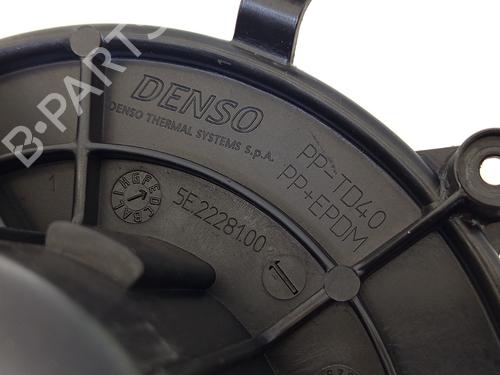 B-PARTS
DENSO
DENSO THERMAL SYSTEMS S.p.A.
PP-TD40
PP+EPDM
5E2228100